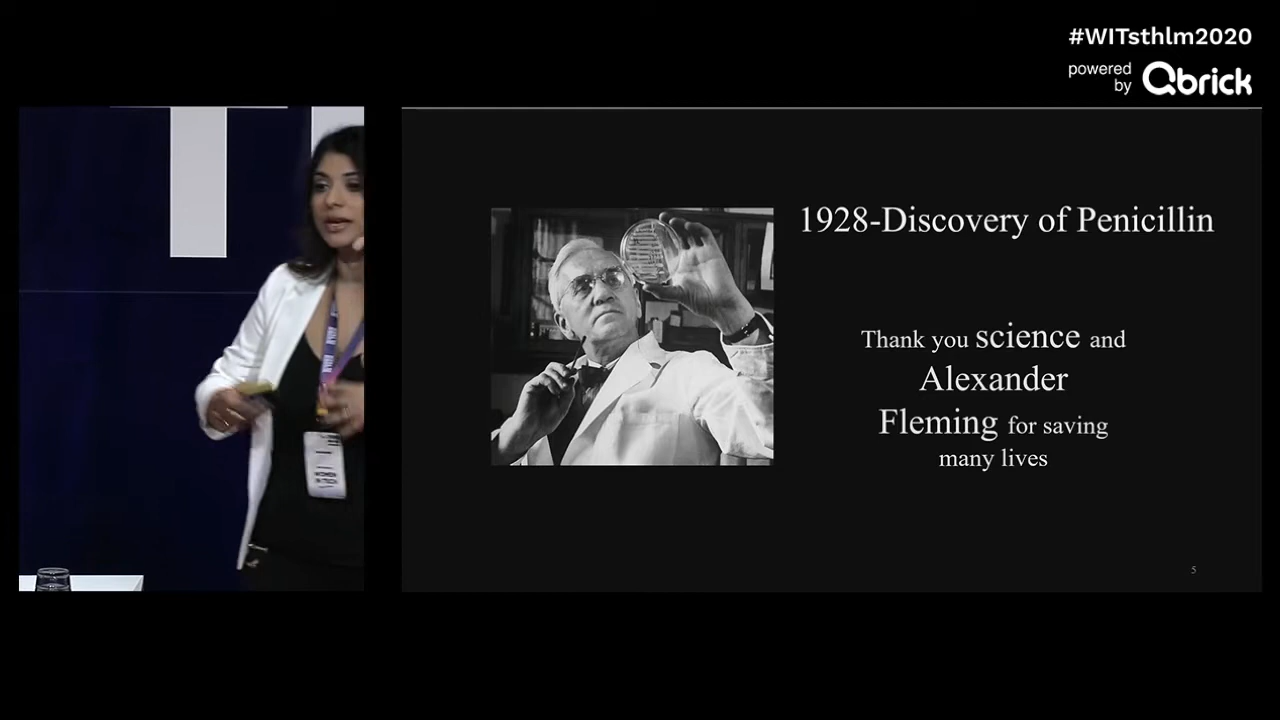 #WITsthlm2020
powered
by Qbrick
1928-Discovery of Penicillin
Thank you science and
Alexander
Fleming for saving
many lives
5